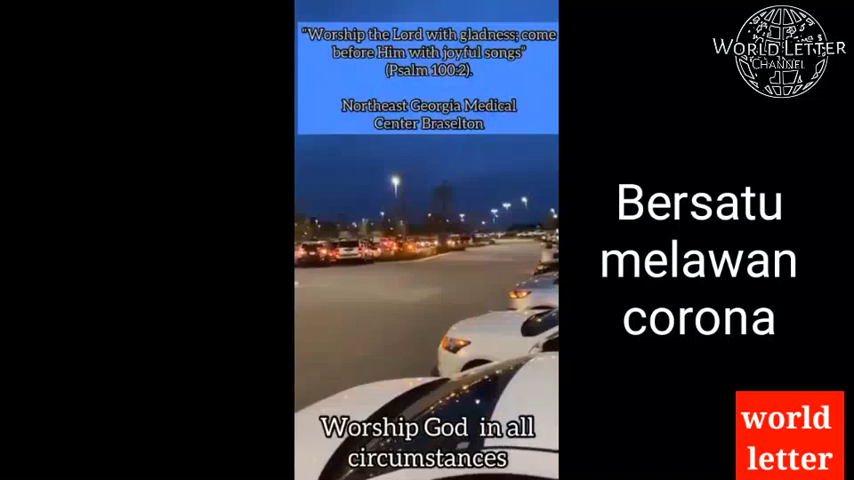 "Worship the Lord with gladness; come
before Him with joyful songs"
(Psalm 100:2).
Northeast Georgia Medical
Center Braselton
WORLD LETTER
CHANNEL
Bersatu
melawan
corona
Worship God in all
circumstances
world
letter